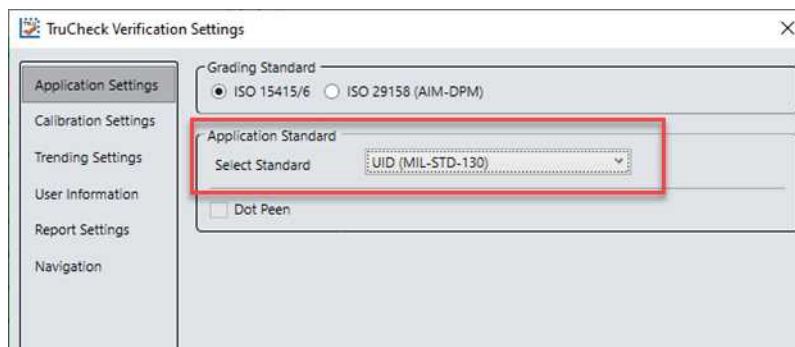 TruCheck Verification Settings
Application Settings
Calibration Settings
Trending Settings
User Information
Report Settings
Navigation
Grading Standard
ISO 15415/6 ISO 29158 (AIM-DPM)
Application Standard
Select Standard UID (MIL-STD-130)
Dot Peen